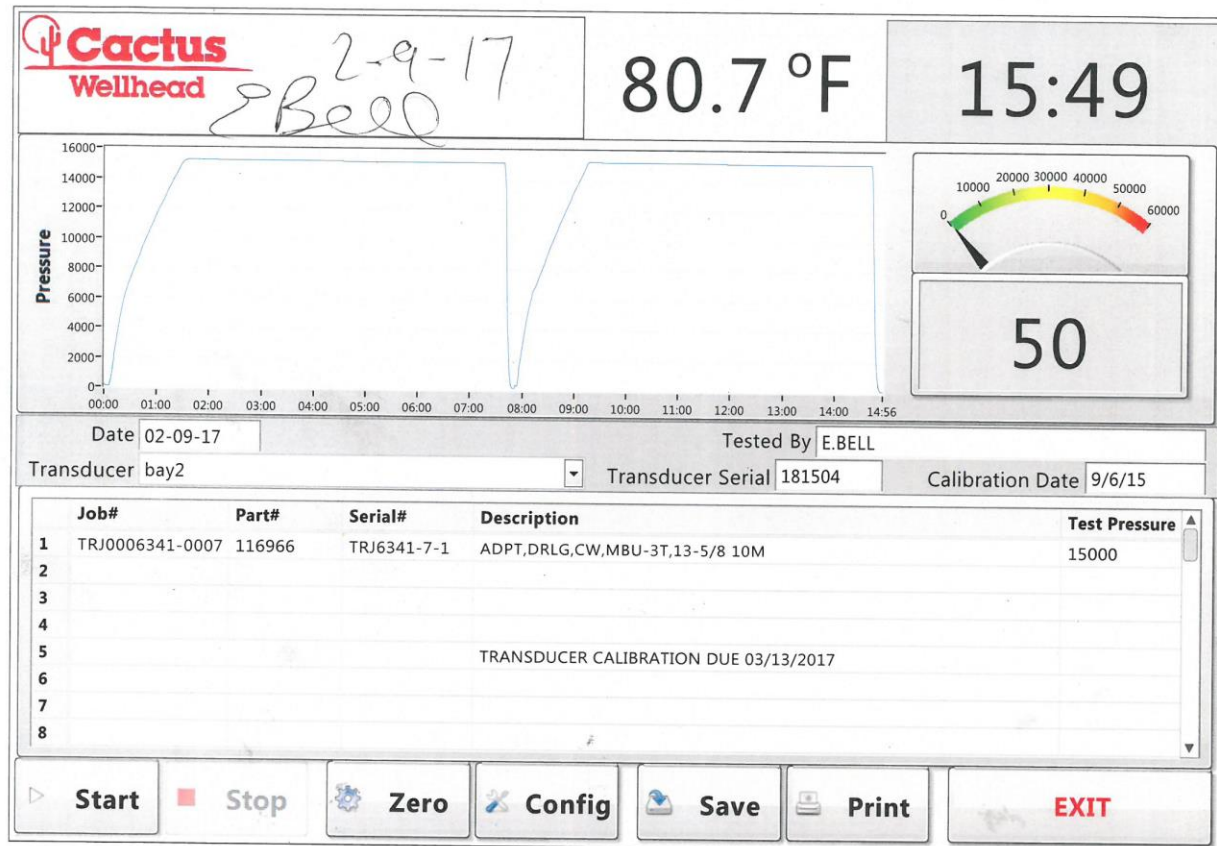 Cactus
Wellhead
2-9-17
EBell
80.7 °F
15:49
Pressure
16000
14000
12000
10000
8000
6000
4000
2000
0
00:00 01:00 02:00 03:00 04:00 05:00 06:00 07:00 08:00 09:00 10:00 11:00 12:00 13:00 14:00 14:56
0 10000 20000 30000 40000 50000 60000
50
Date 02-09-17 Tested By E.BELL
Transducer bay2 Transducer Serial 181504 Calibration Date 9/6/15
Job# Part# Serial# Description Test Pressure
1 TRJ0006341-0007 116966 TRJ6341-7-1 ADPT,DRLG,CW,MBU-3T,13-5/8 10M 15000
2
3
4
5 TRANSDUCER CALIBRATION DUE 03/13/2017
6
7
8
Start Stop Zero Config Save Print EXIT